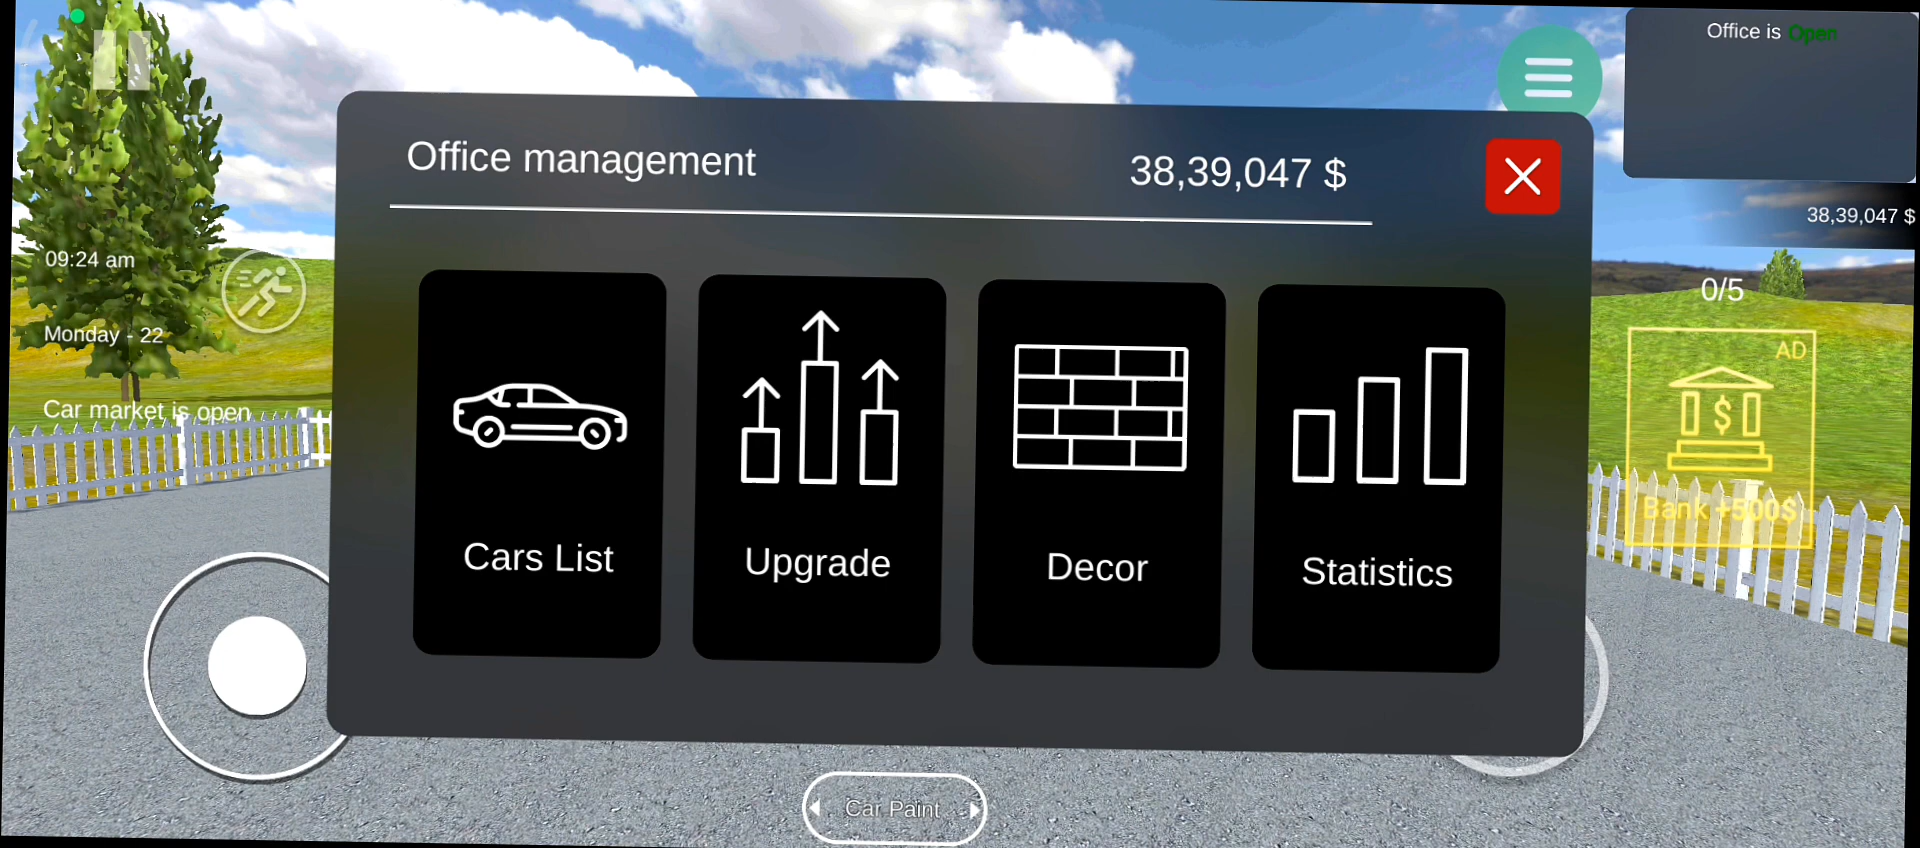 Office is Open
Office management
38,39,047 $
38,39,047 $
09:24 am
Monday - 22
Car market is open
0/5
AD
$
Bank +500$
Cars List
Upgrade
Decor
Statistics
Car Paint